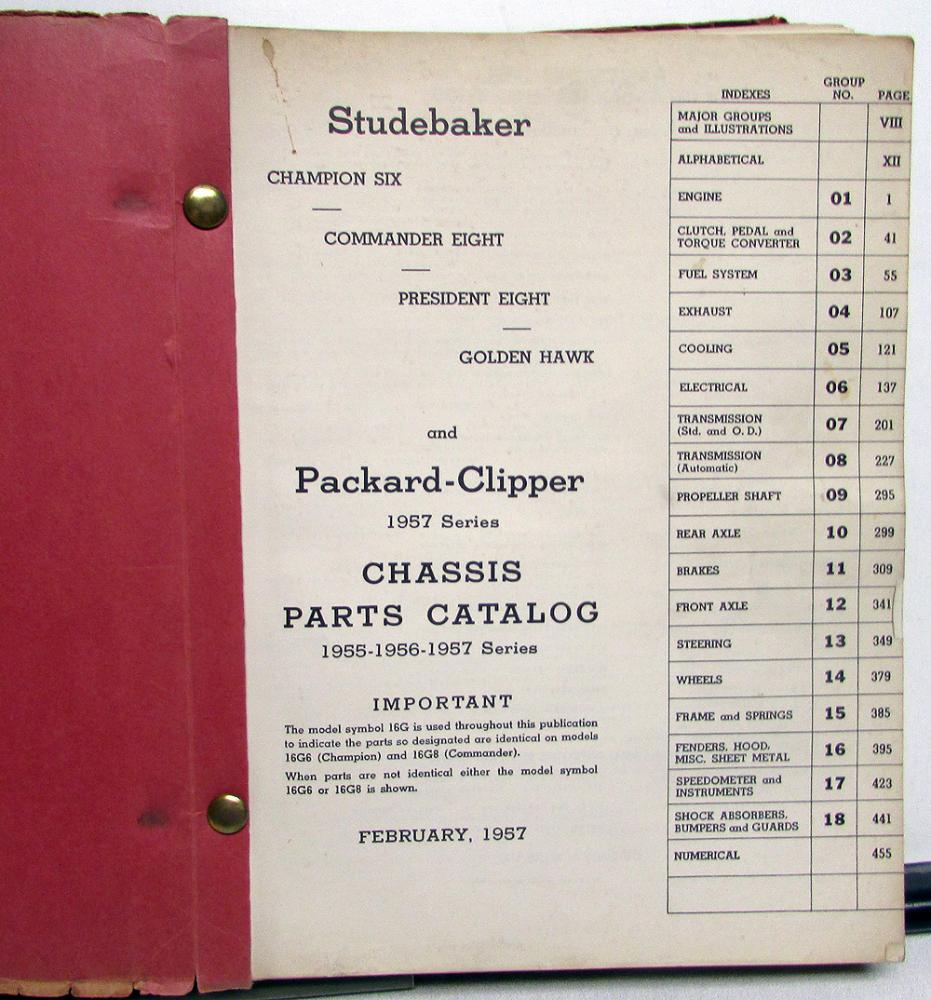 Studebaker
CHAMPION SIX
COMMANDER EIGHT
PRESIDENT EIGHT
GOLDEN HAWK
and
Packard-Clipper
1957 Series
CHASSIS
PARTS CATALOG
1955-1956-1957 Series
IMPORTANT
The model symbol 16G is used throughout this publication
to indicate the parts so designated are identical on models
16G6 (Champion) and 16G8 (Commander).
When parts are not identical either the model symbol
16G6 or 16G8 is shown.
FEBRUARY, 1957
INDEXES GROUP NO. PAGE
MAJOR GROUPS
and ILLUSTRATIONS VIII
ALPHABETICAL XII
ENGINE 01 1
CLUTCH, PEDAL and
TORQUE CONVERTER 02 41
FUEL SYSTEM 03 55
EXHAUST 04 107
COOLING 05 121
ELECTRICAL 06 137
TRANSMISSION
(Std. and O. D.) 07 201
TRANSMISSION
(Automatic) 08 227
PROPELLER SHAFT 09 295
REAR AXLE 10 299
BRAKES 11 309
FRONT AXLE 12 341
STEERING 13 349
WHEELS 14 379
FRAME and SPRINGS 15 385
FENDERS, HOOD,
MISC. SHEET METAL 16 395
SPEEDOMETER and
INSTRUMENTS 17 423
SHOCK ABSORBERS,
BUMPERS and GUARDS 18 441
NUMERICAL 455